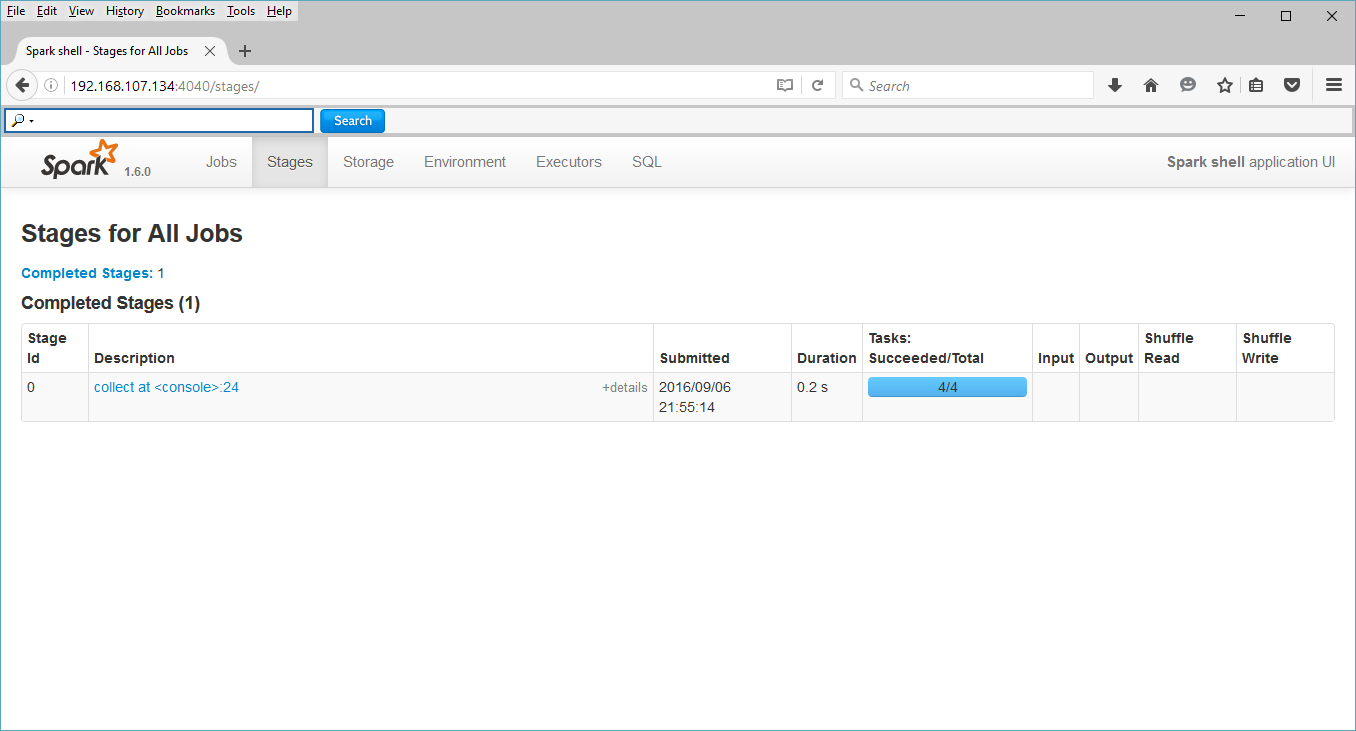 File Edit View History Bookmarks Tools Help
Spark shell - Stages for All Jobs
192.168.107.134:4040/stages/
Search
Search
Spark 1.6.0 Jobs Stages Storage Environment Executors SQL Spark shell application UI
Stages for All Jobs
Completed Stages: 1
Completed Stages (1)
Stage Id Description Submitted Duration Tasks: Succeeded/Total Input Output Shuffle Read Shuffle Write
0 collect at <console>:24 +details 2016/09/06 21:55:14 0.2 s 4/4